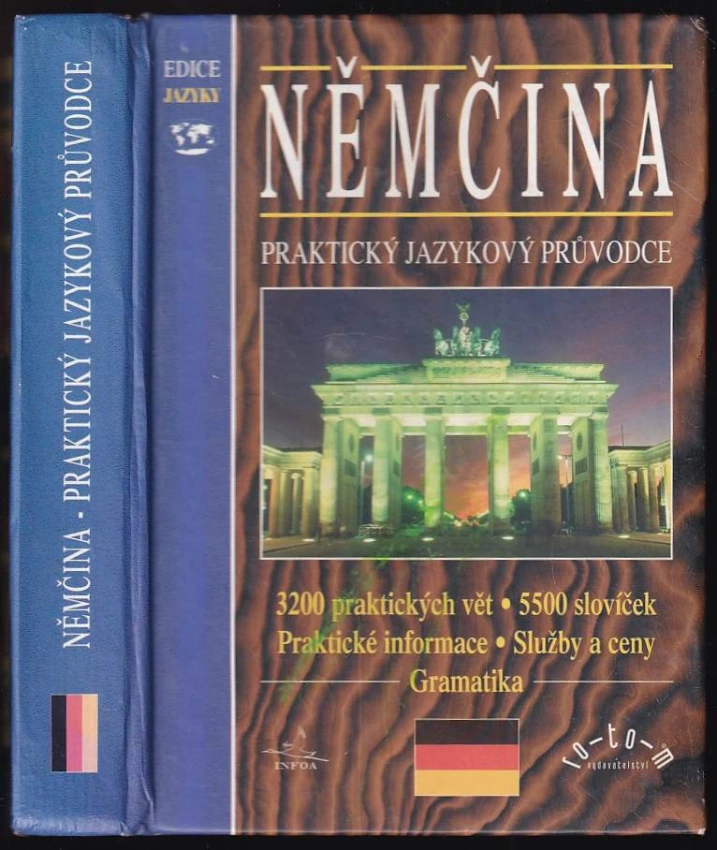 NĚMČINA - PRAKTICKÝ JAZYKOVÝ PRŮVODCE
EDICE
JAZYKY
NĚMČINA
PRAKTICKÝ JAZYKOVÝ PRŮVODCE
3200 praktických vět • 5500 slovíček
Praktické informace • Služby a ceny
Gramatika
INFOA
ro-to-m
vydavatelství